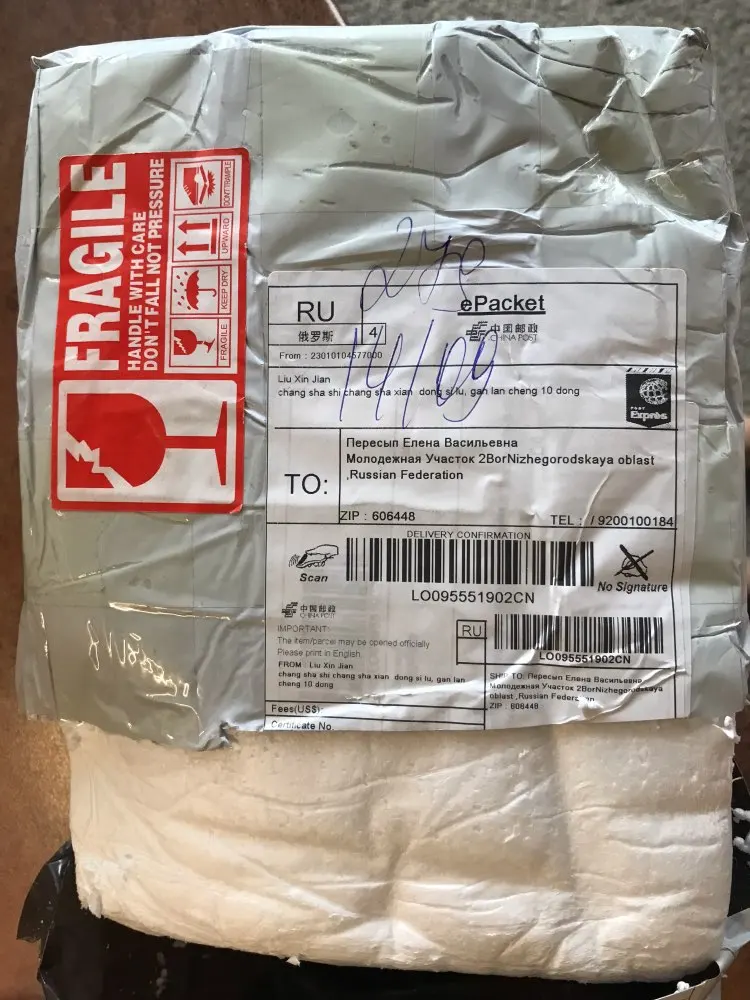 FRAGILE
HANDLE WITH CARE
DON'T FALL NOT PRESSURE
FRAGILE
KEEP DRY
UPWARD
DON'T TRAMPLE
270
14/09
RU
ePacket
俄罗斯
4/
中国邮政
CHINA POST
From : 23010104577000
Liu Xin Jian
chang sha shi chang sha xian dong si lu, gan lan cheng 10 dong
Exprès
TO:
Пересып Елена Васильевна
Молодежная Участок 2BorNizhegorodskaya oblast
,Russian Federation
ZIP : 606448
TEL : / 9200100184
DELIVERY CONFIRMATION
Scan
No Signature
LO095551902CN
中国邮政
CHINA POST
IMPORTANT:
The item/parcel may be opened officially
Please print in English
RU
LO095551902CN
FROM : Liu Xin Jian
chang sha shi chang sha xian dong si lu, gan lan
cheng 10 dong
SHIP TO: Пересып Елена Васильевна
Молодежная Участок 2BorNizhegorodskaya
oblast ,Russian Federation
ZIP : 606448
Fees(US$):
Certificate No